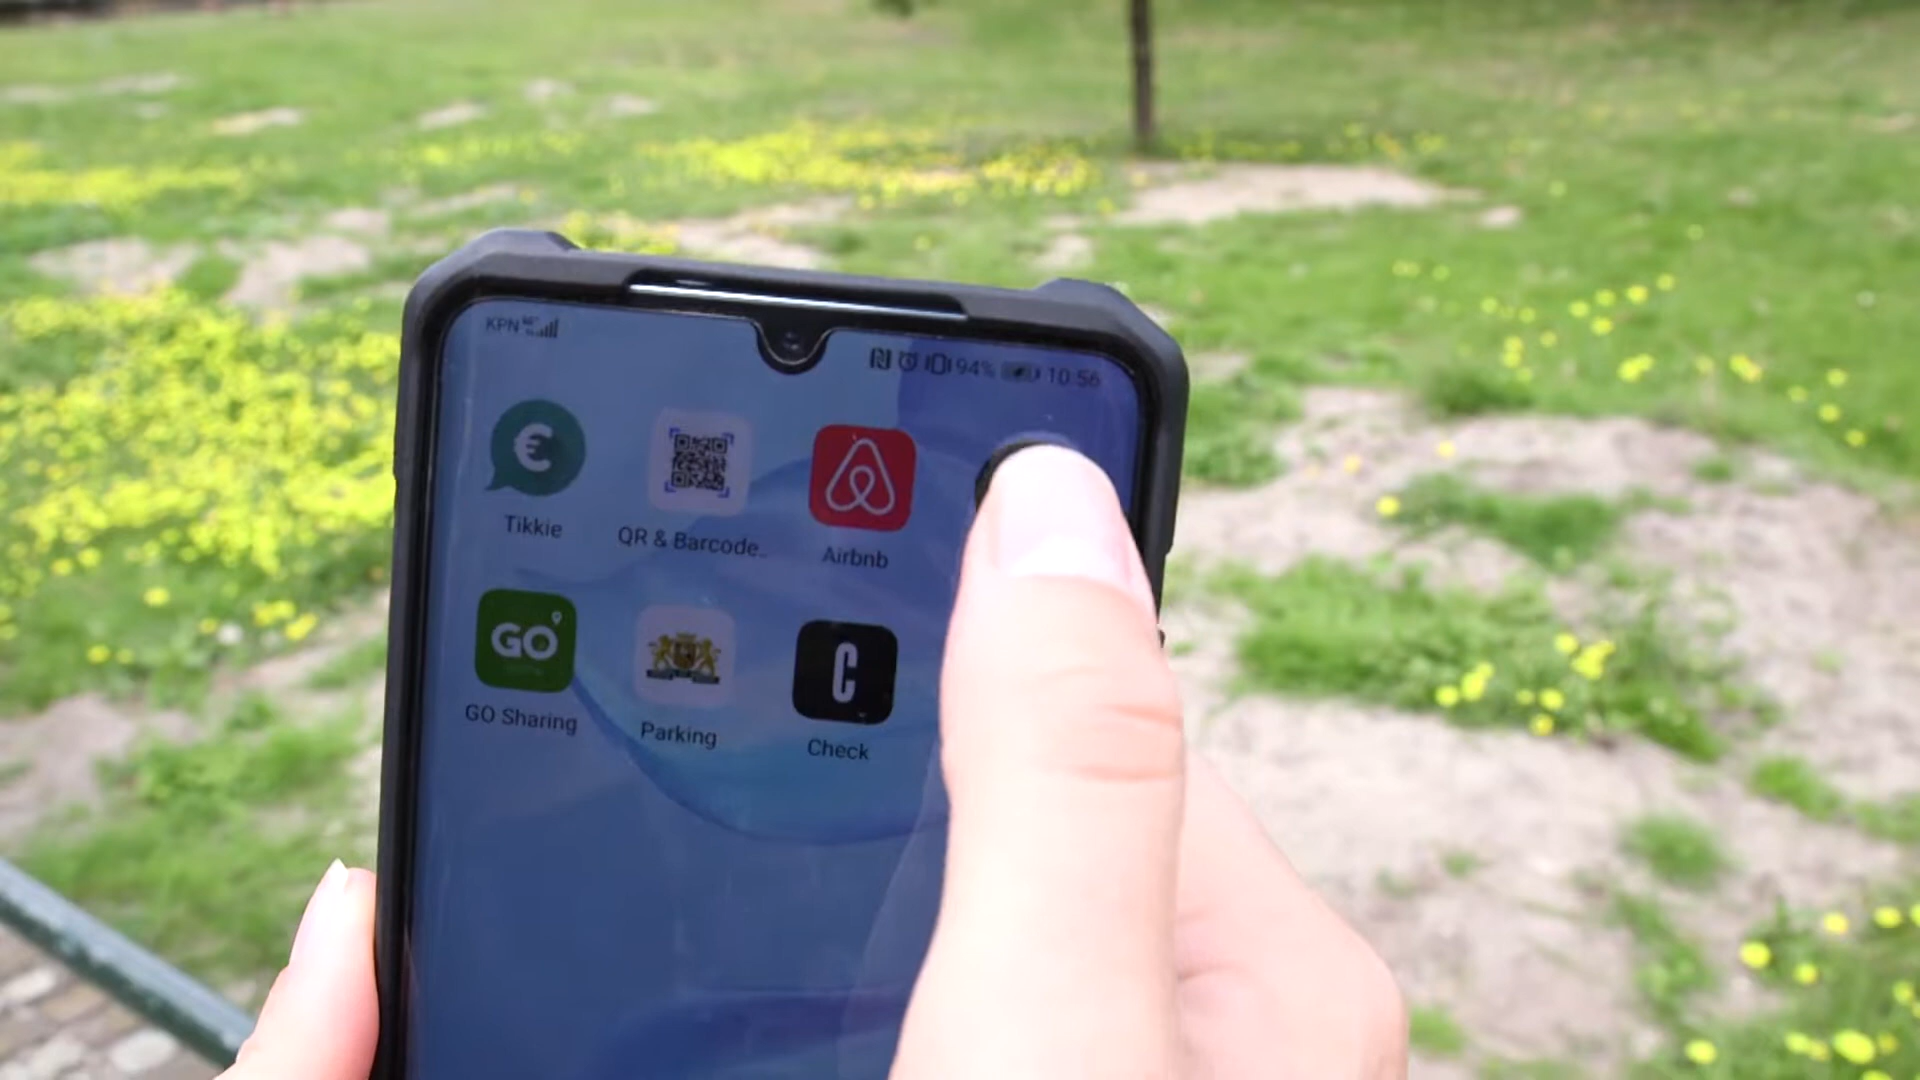 KPN
94% 10:56
€
Tikkie
QR & Barcode..
Airbnb
GO
GO Sharing
Parking
C
Check